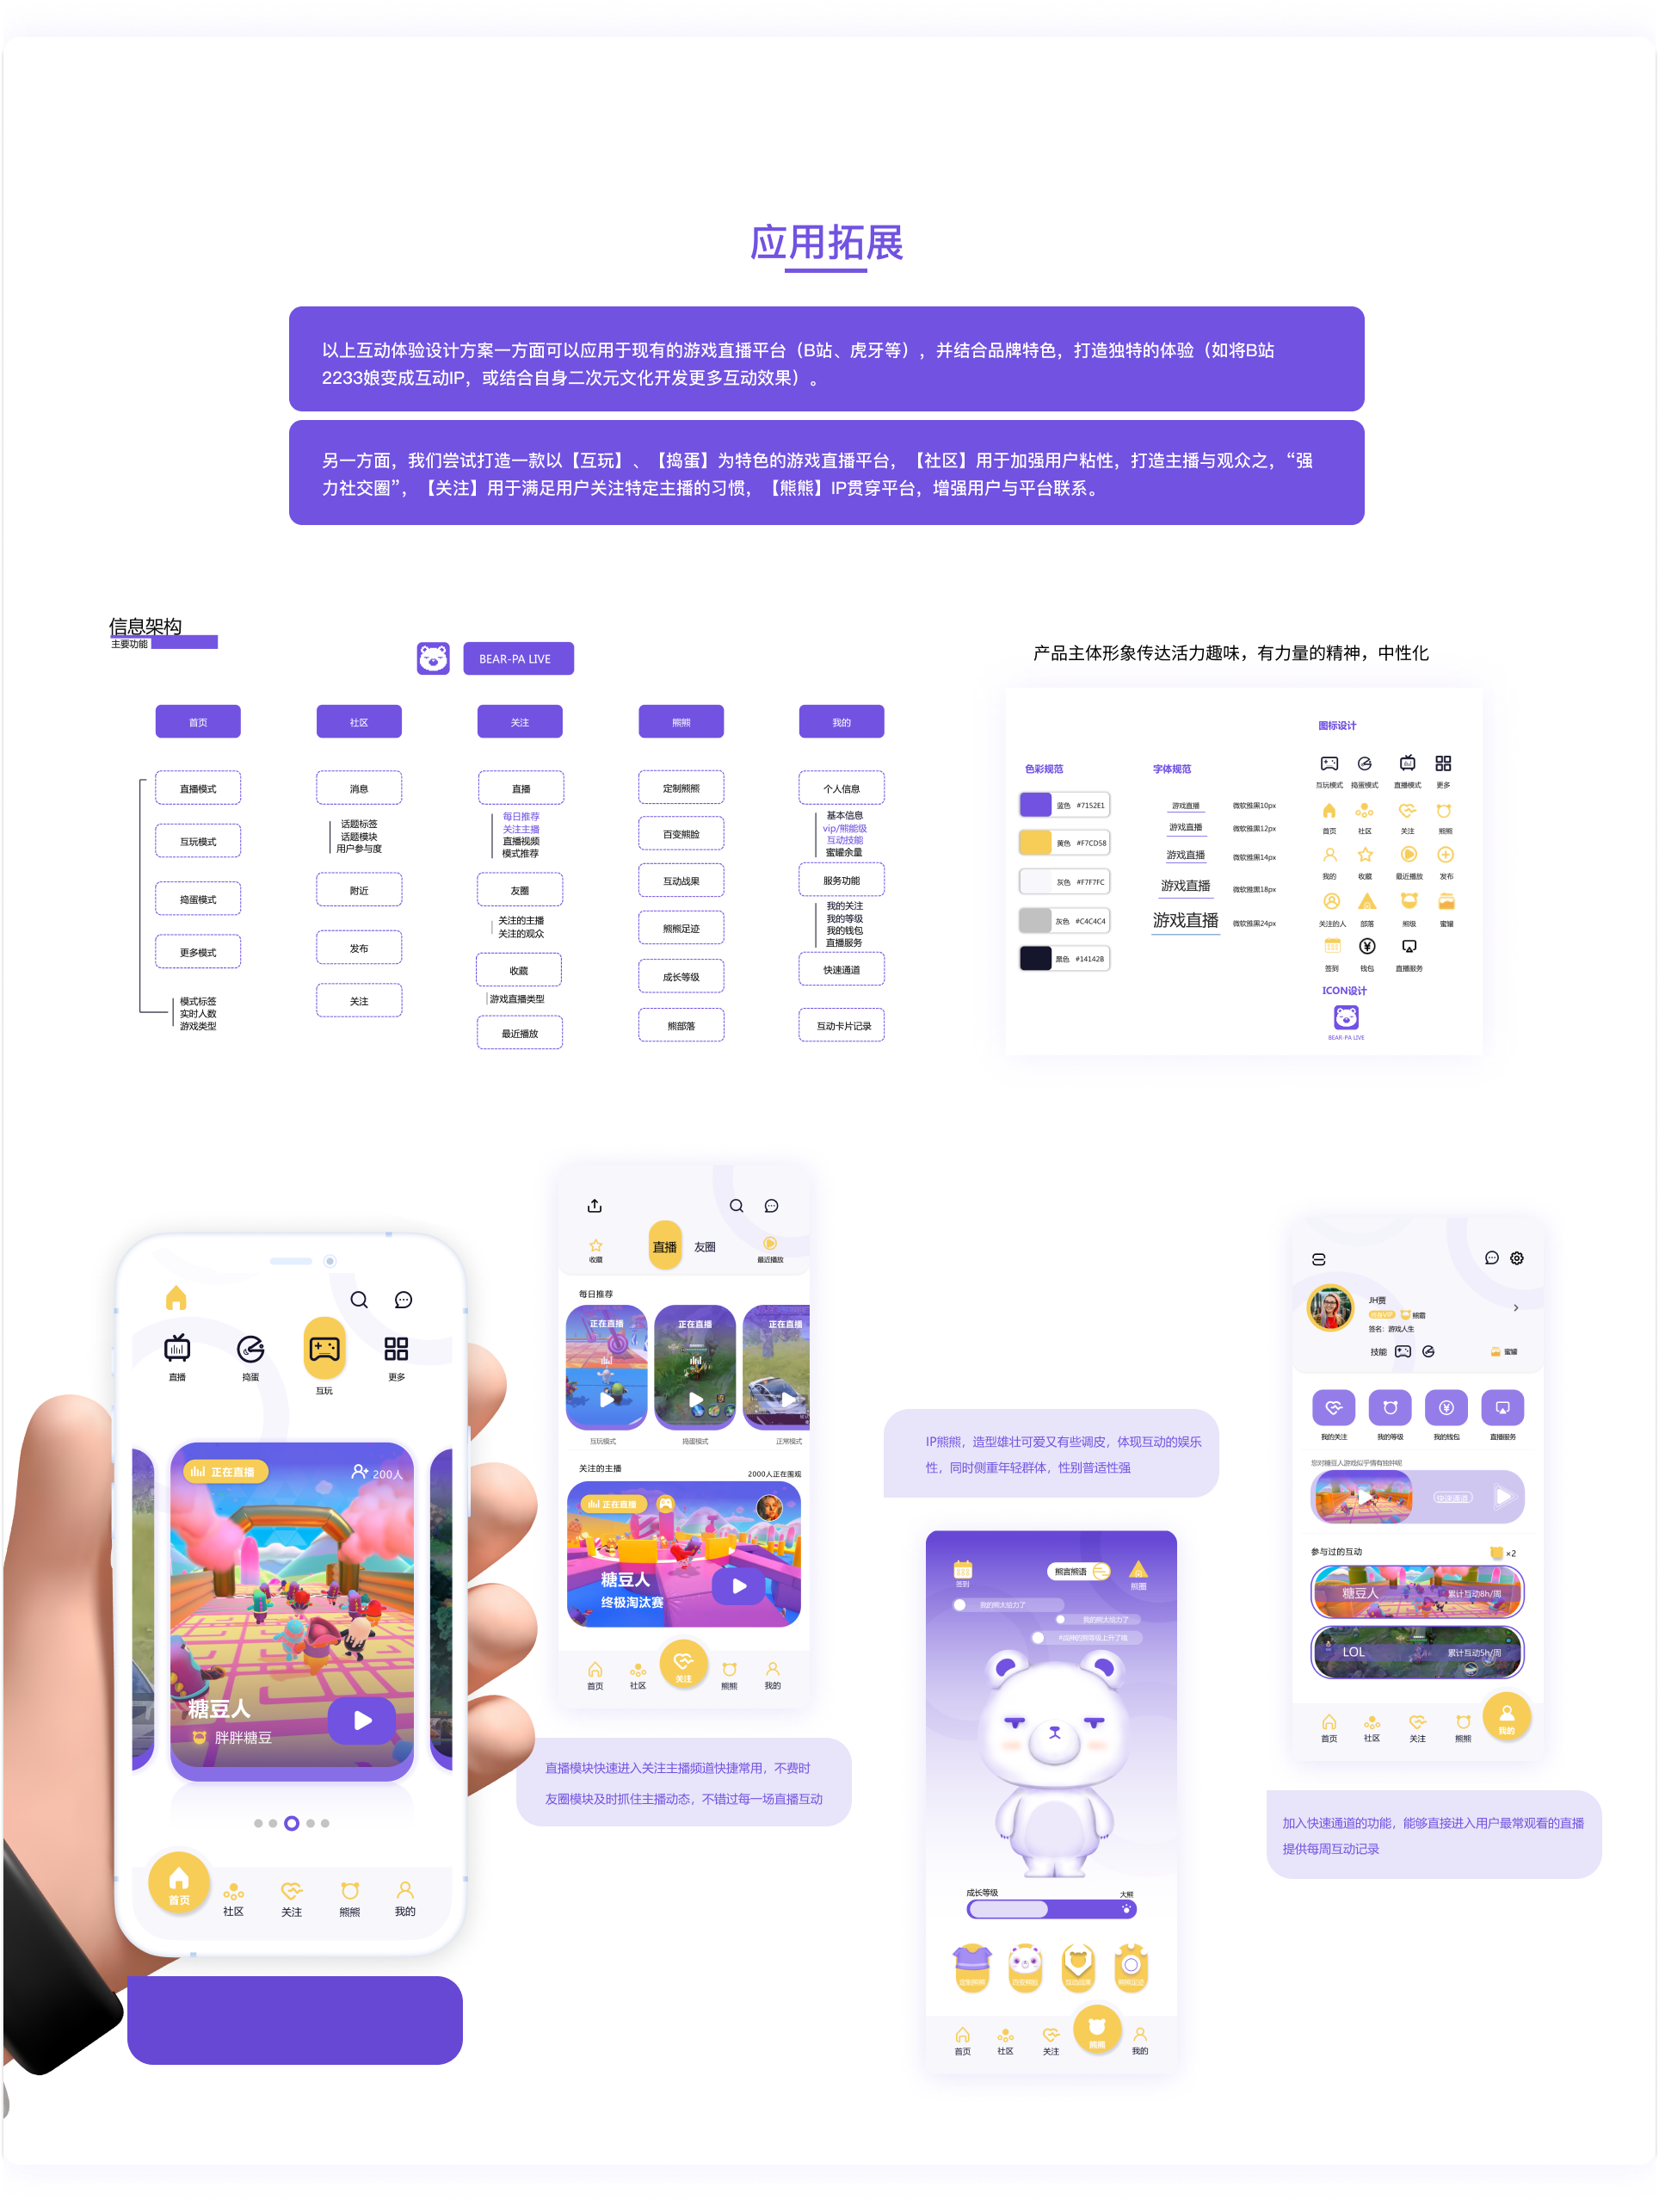 应用拓展
以上互动体验设计方案一方面可以应用于现有的游戏直播平台（B站、虎牙等），并结合品牌特色，打造独特的体验（如将B站
2233娘变成互动IP，或结合自身二次元文化开发更多互动效果）。
另一方面，我们尝试打造一款以【互玩】、【捣蛋】为特色的游戏直播平台，【社区】用于加强用户粘性，打造主播与观众之，“强
力社交圈”，【关注】用于满足用户关注特定主播的习惯，【熊熊】IP贯穿平台，增强用户与平台联系。
信息架构
主要功能
BEAR-PA LIVE
首页
社区
关注
熊熊
我的
直播模式
互玩模式
捣蛋模式
更多模式
模式标签
实时人数
游戏类型
消息
话题标签
话题模块
用户参与度
附近
发布
关注
直播
每日推荐
关注主播
直播视频
模式推荐
友圈
关注的主播
关注的观众
收藏
游戏直播类型
最近播放
定制熊熊
百变熊脸
互动战果
熊熊足迹
成长等级
熊部落
个人信息
基本信息
vip/熊能级
互动技能
蜜罐余量
服务功能
我的关注
我的等级
我的钱包
直播服务
快速通道
互动卡片记录
产品主体形象传达活力趣味，有力量的精神，中性化
色彩规范
蓝色 #7152E1
黄色 #F7CD58
灰色 #F7F7FC
灰色 #C4C4C4
黑色 #14142B
字体规范
游戏直播 微软雅黑10px
游戏直播 微软雅黑12px
游戏直播 微软雅黑14px
游戏直播 微软雅黑18px
游戏直播 微软雅黑24px
图标设计
互玩模式 捣蛋模式 直播模式 更多
首页 社区 关注 熊熊
我的 收藏 最近播放 发布
关注的人 部落 熊级 蜜罐
签到 钱包 直播服务
ICON设计
BEAR-PA LIVE
直播 捣蛋 互玩 更多
正在直播 200人
糖豆人
胖胖糖豆
首页 社区 关注 熊熊 我的
收藏 直播 友圈 最近播放
每日推荐
正在直播 正在直播 正在直播
互玩模式 捣蛋模式 正常模式
关注的主播 2000人正在围观
正在直播
糖豆人
终极淘汰赛
首页 社区 关注 熊熊 我的
直播模块快速进入关注主播频道快捷常用，不费时
友圈模块及时抓住主播动态，不错过每一场直播互动
IP熊熊，造型雄壮可爱又有些调皮，体现互动的娱乐
性，同时侧重年轻群体，性别普适性强
签到 熊言熊语 熊圈
我的熊太给力了
我的熊太给力了
成长等级 大熊
定制熊熊 百变熊脸 互动战果 熊熊足迹
首页 社区 关注 熊熊 我的
JH贾
签名：游戏人生
技能 蜜罐
我的关注 我的等级 我的钱包 直播服务
您对糖豆人游戏似乎情有独钟呢
快速通道
参与过的互动 ×2
糖豆人 累计互动8h/周
LOL 累计互动5h/周
首页 社区 关注 熊熊 我的
加入快速通道的功能，能够直接进入用户最常观看的直播
提供每周互动记录